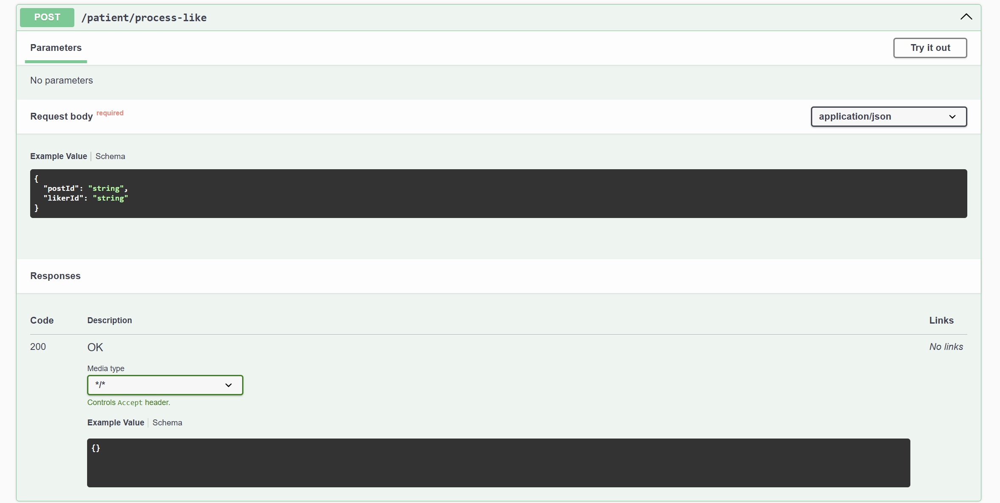 POST /patient/process-like
Parameters
Try it out
No parameters
Request body required
application/json
Example Value
Schema
{
  "postId": "string",
  "likerId": "string"
}
Responses
Code Description Links
200 OK No links
Media type
*/*
Controls Accept header.
Example Value
Schema
{}